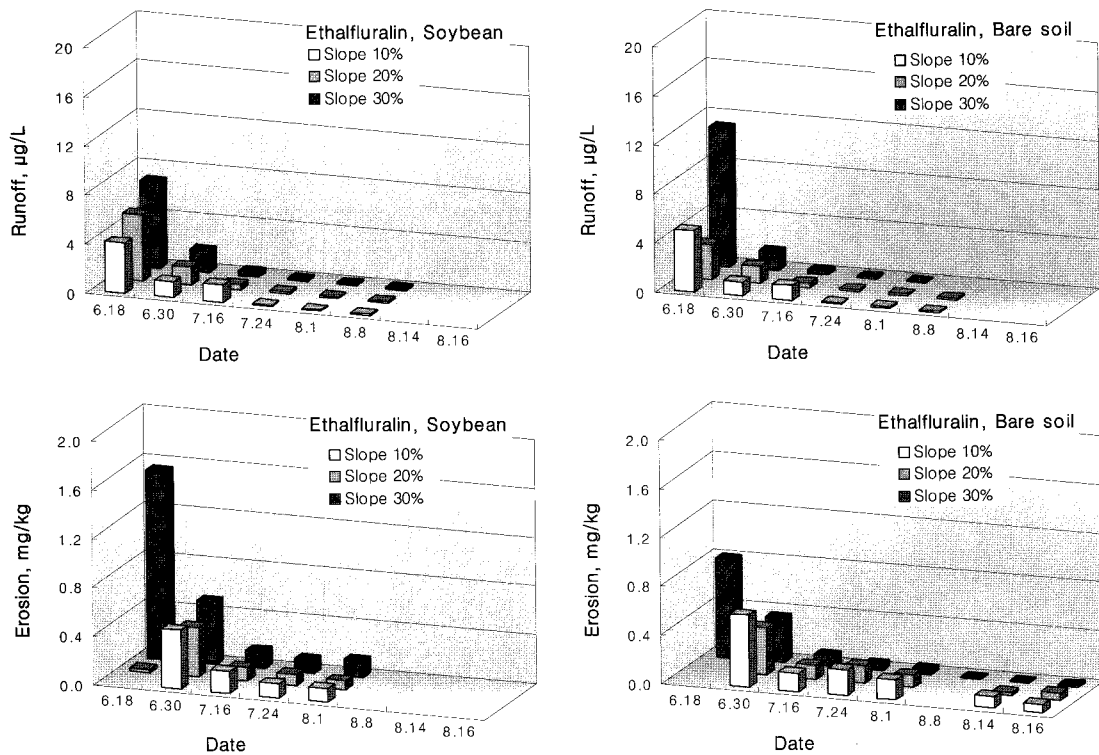 Ethalfluralin, Soybean
Slope 10%
Slope 20%
Slope 30%
20
16
12
8
4
0
Runoff, µg/L
6.18
6.30
7.16
7.24
8.1
8.8
8.14
8.16
Date
Ethalfluralin, Bare soil
Slope 10%
Slope 20%
Slope 30%
20
16
12
8
4
0
Runoff, µg/L
6.18
6.30
7.16
7.24
8.1
8.8
8.14
8.16
Date
Ethalfluralin, Soybean
Slope 10%
Slope 20%
Slope 30%
2.0
1.6
1.2
0.8
0.4
0.0
Erosion, mg/kg
6.18
6.30
7.16
7.24
8.1
8.8
8.14
8.16
Date
Ethalfluralin, Bare soil
Slope 10%
Slope 20%
Slope 30%
2.0
1.6
1.2
0.8
0.4
0.0
Erosion, mg/kg
6.18
6.30
7.16
7.24
8.1
8.8
8.14
8.16
Date